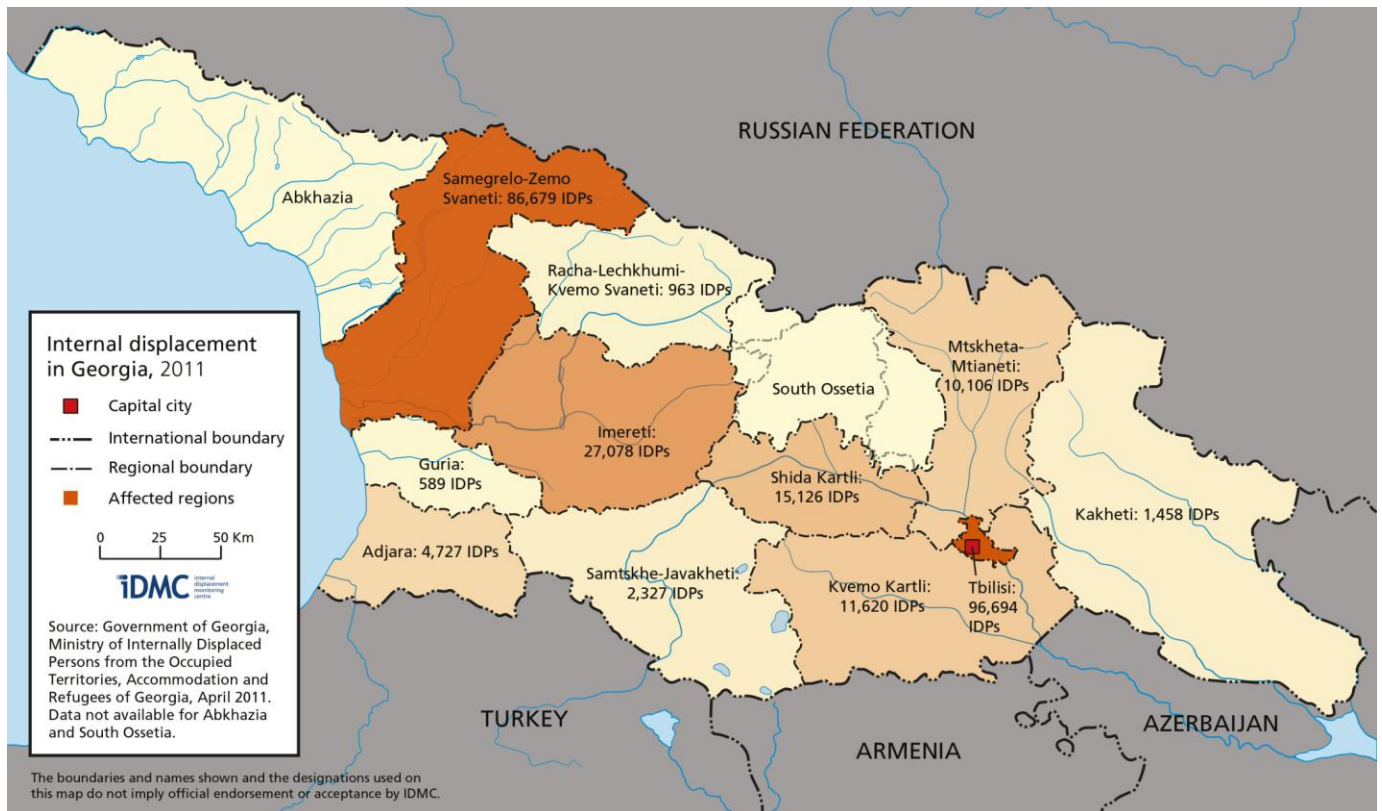 RUSSIAN FEDERATION
Abkhazia
Samegrelo-Zemo
Svaneti: 86,679 IDPs
Racha-Lechkhumi-
Kvemo Svaneti: 963 IDPs
Mtskheta-
Mtianeti:
10,106 IDPs
South Ossetia
Imereti:
27,078 IDPs
Guria:
589 IDPs
Shida Kartli:
15,126 IDPs
Kakheti: 1,458 IDPs
Adjara: 4,727 IDPs
Samtskhe-Javakheti:
2,327 IDPs
Kvemo Kartli:
11,620 IDPs
Tbilisi:
96,694
IDPs
TURKEY
ARMENIA
AZERBAIJAN
Internal displacement
in Georgia, 2011
Capital city
International boundary
Regional boundary
Affected regions
0 25 50 Km
iDMC
internal
displacement
monitoring
centre
Source: Government of Georgia,
Ministry of Internally Displaced
Persons from the Occupied
Territories, Accommodation and
Refugees of Georgia, April 2011.
Data not available for Abkhazia
and South Ossetia.
The boundaries and names shown and the designations used on
this map do not imply official endorsement or acceptance by IDMC.